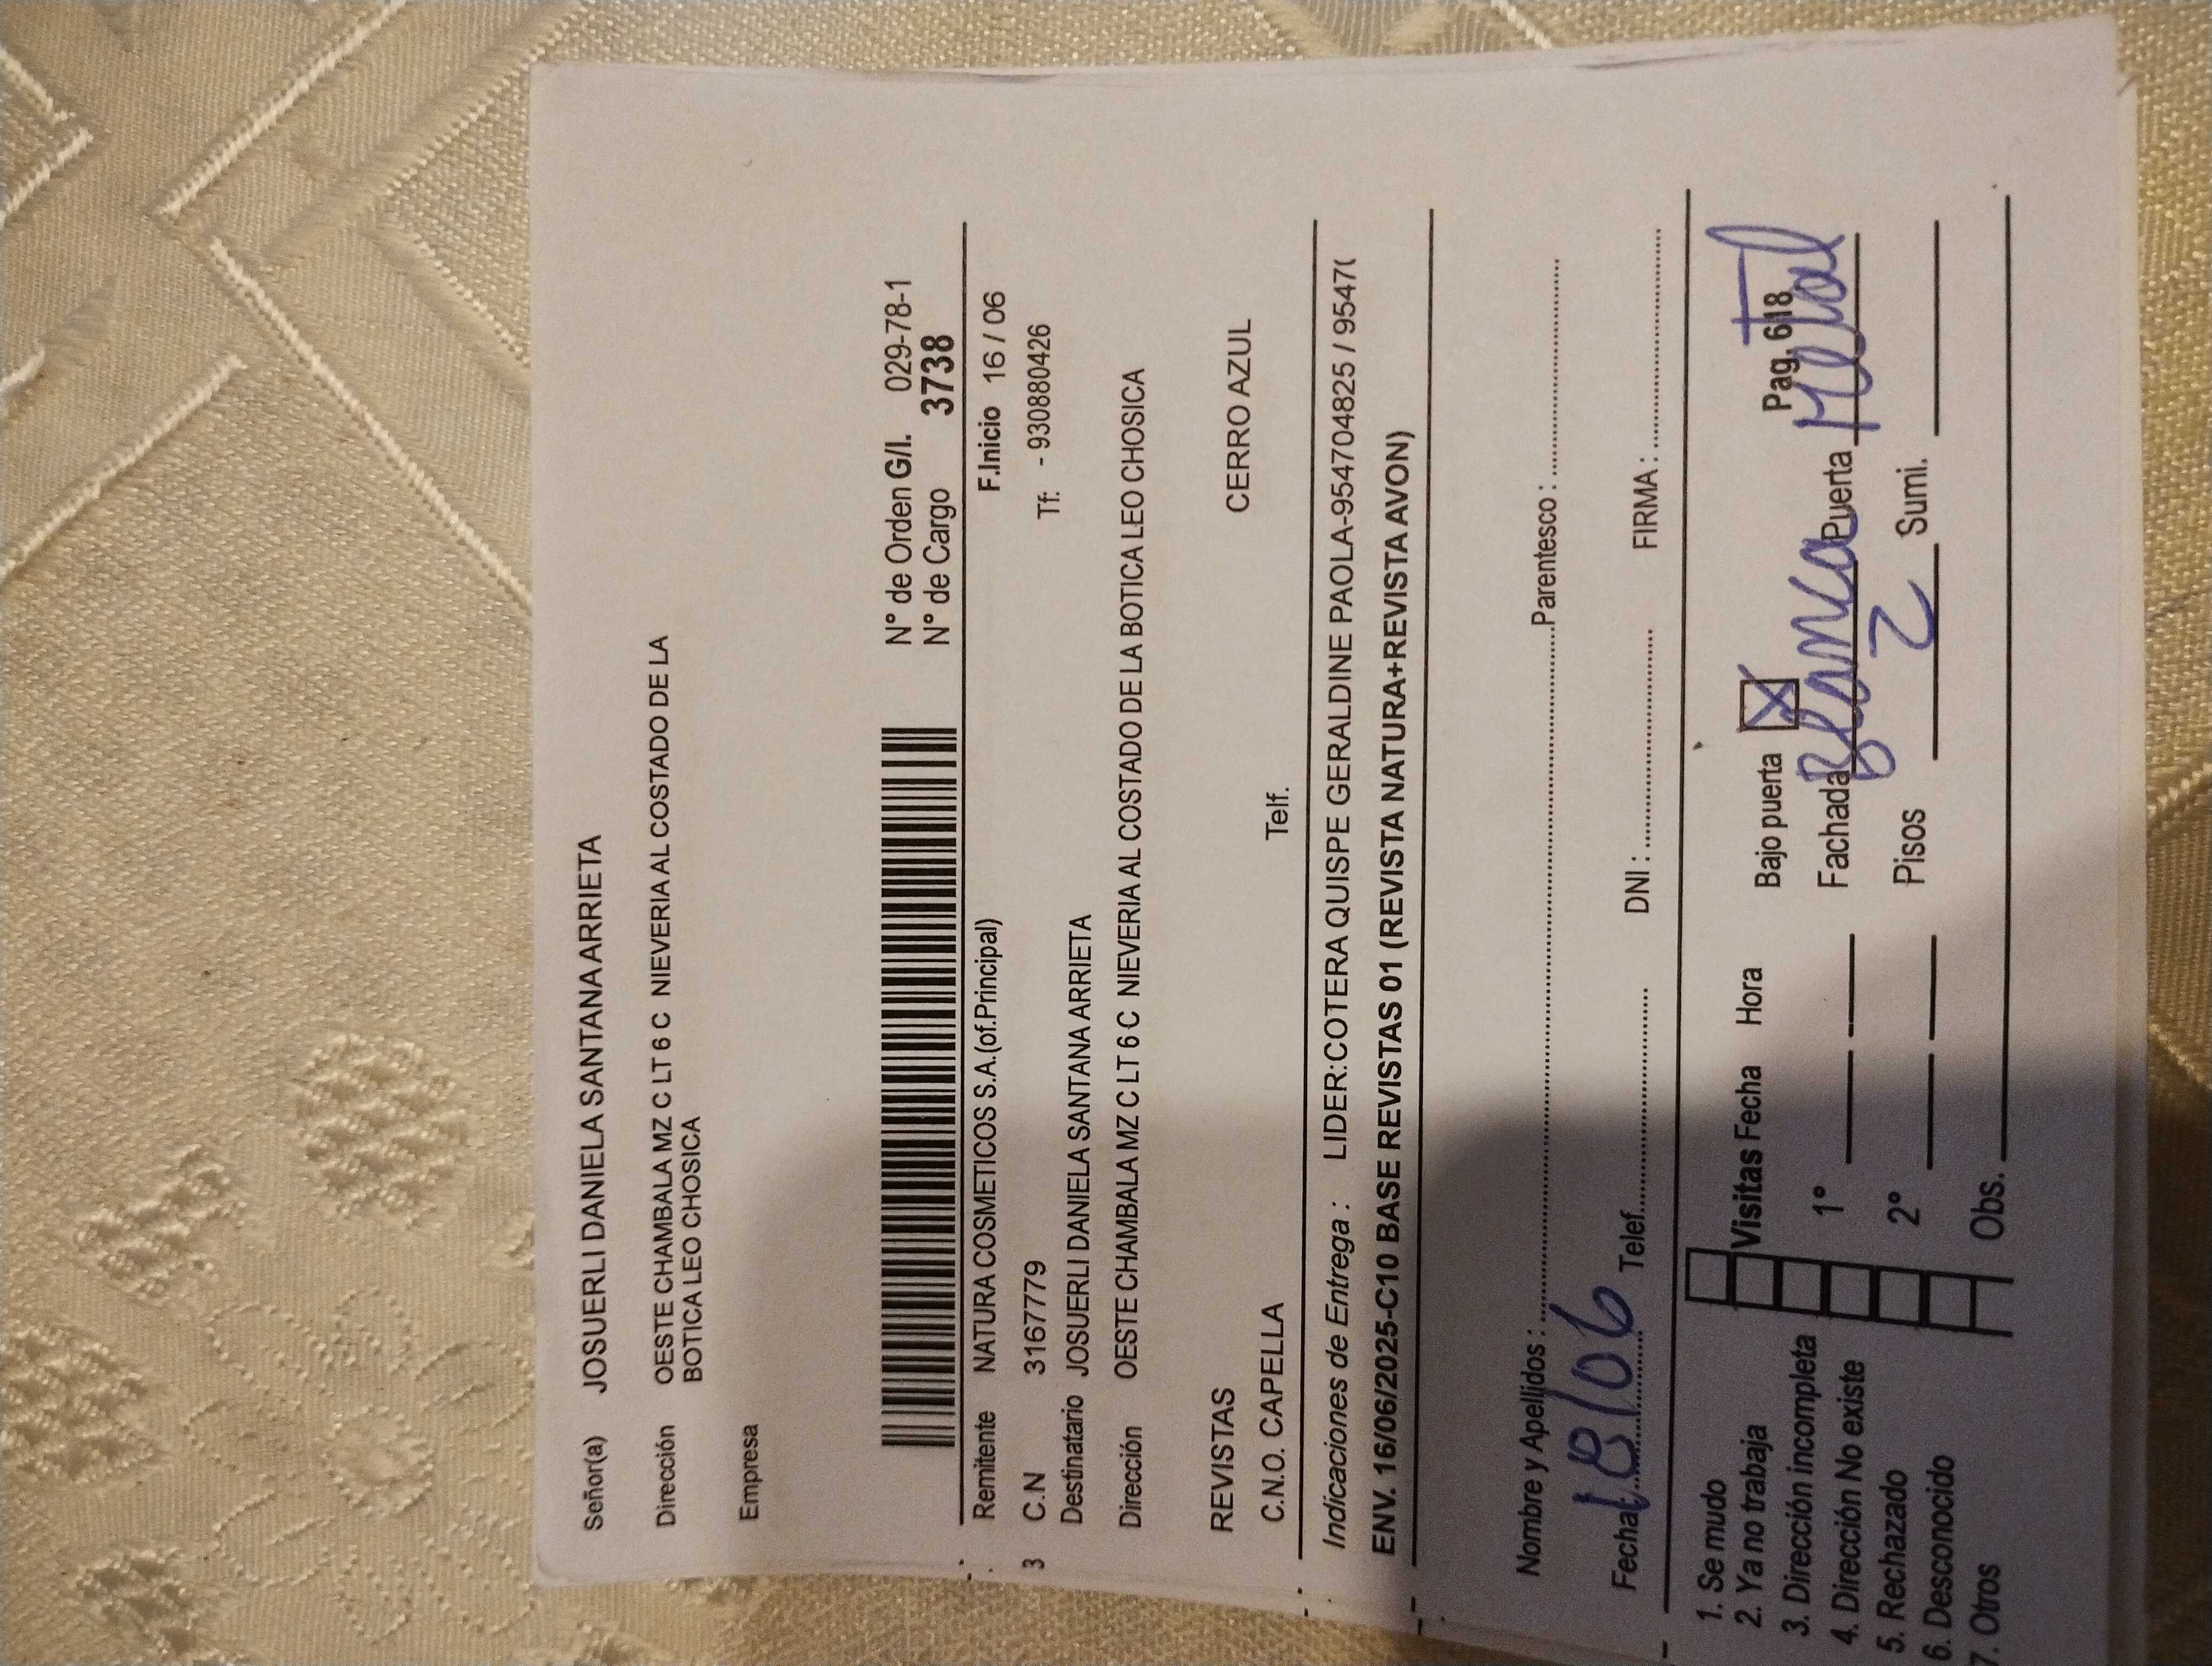 Señor(a) JOSUERLI DANIELA SANTANA ARRIETA
Dirección OESTE CHAMBALA MZ C LT 6 C NIEVERIA AL COSTADO DE LA
BOTICA LEO CHOSICA
Empresa
N° de Orden G/I. 029-78-1
N° de Cargo 3738
Remitente NATURA COSMETICOS S.A.(of.Principal) F.Inicio 16 / 06
3 C.N 3167779 Tf: - 930880426
Destinatario JOSUERLI DANIELA SANTANA ARRIETA
Dirección OESTE CHAMBALA MZ C LT 6 C NIEVERIA AL COSTADO DE LA BOTICA LEO CHOSICA
REVISTAS CERRO AZUL
C.N.O. CAPELLA Telf.
Indicaciones de Entrega : LIDER:COTERA QUISPE GERALDINE PAOLA-954704825 / 9547(
ENV. 16/06/2025-C10 BASE REVISTAS 01 (REVISTA NATURA+REVISTA AVON)
Nombre y Apellidos : Parentesco :
Fecha 18/06 Telef. DNI : FIRMA :
1. Se mudo
2. Ya no trabaja
3. Dirección incompleta
4. Dirección No existe
5. Rechazado
6. Desconocido
7. Otros
Visitas Fecha Hora Bajo puerta X Pag. 618
1° Fachada Blanca Puerta Metal
2° Pisos 2 Sumi.
Obs.